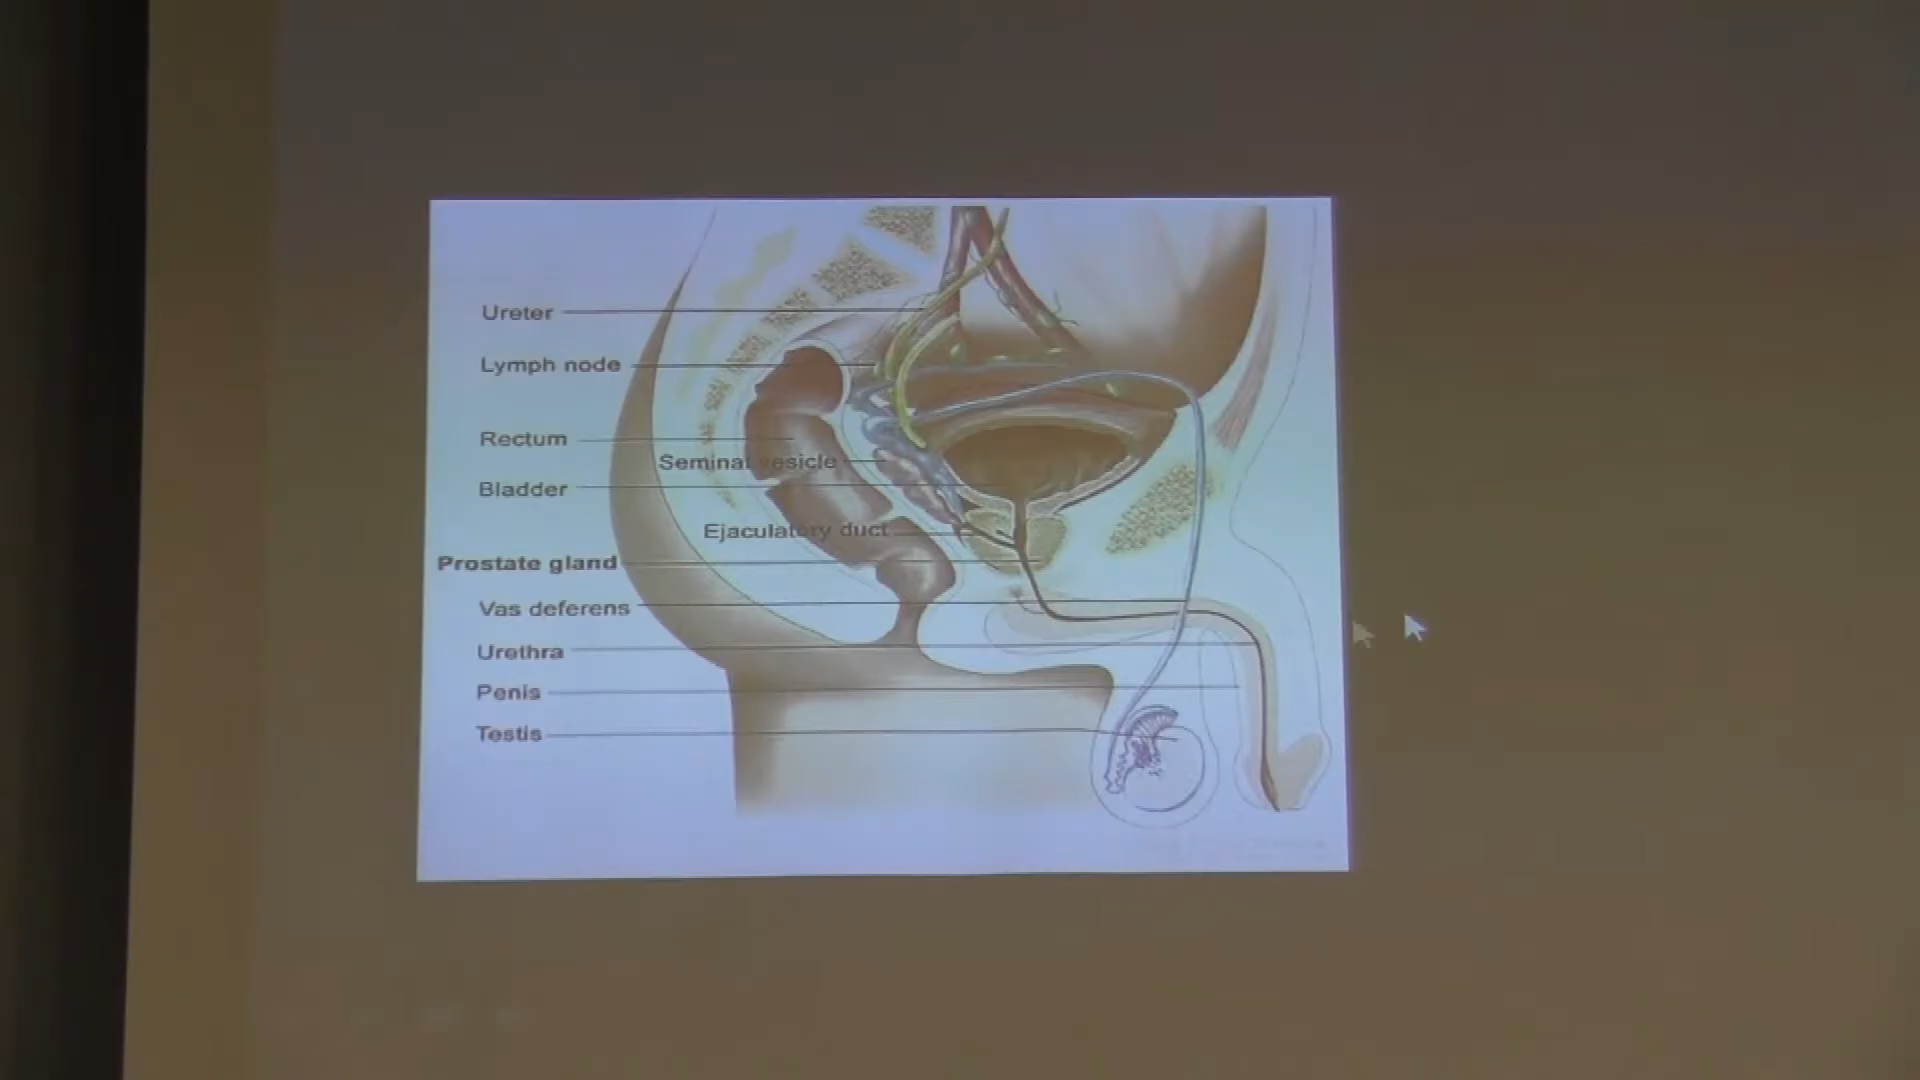 Ureter
Lymph node
Rectum
Seminal vesicle
Bladder
Ejaculatory duct
Prostate gland
Vas deferens
Urethra
Penis
Testis